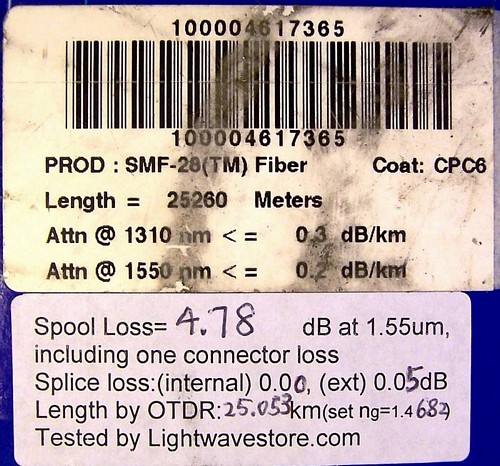 100004617365
100004617365
PROD : SMF-28(TM) Fiber Coat: CPC6
Length = 25260 Meters
Attn @ 1310 nm < = 0.3 dB/km
Attn @ 1550 nm < = 0.2 dB/km
Spool Loss= 4.78 dB at 1.55um,
including one connector loss
Splice loss:(internal) 0.00, (ext) 0.05dB
Length by OTDR:25.053km(set ng=1.4682)
Tested by Lightwavestore.com